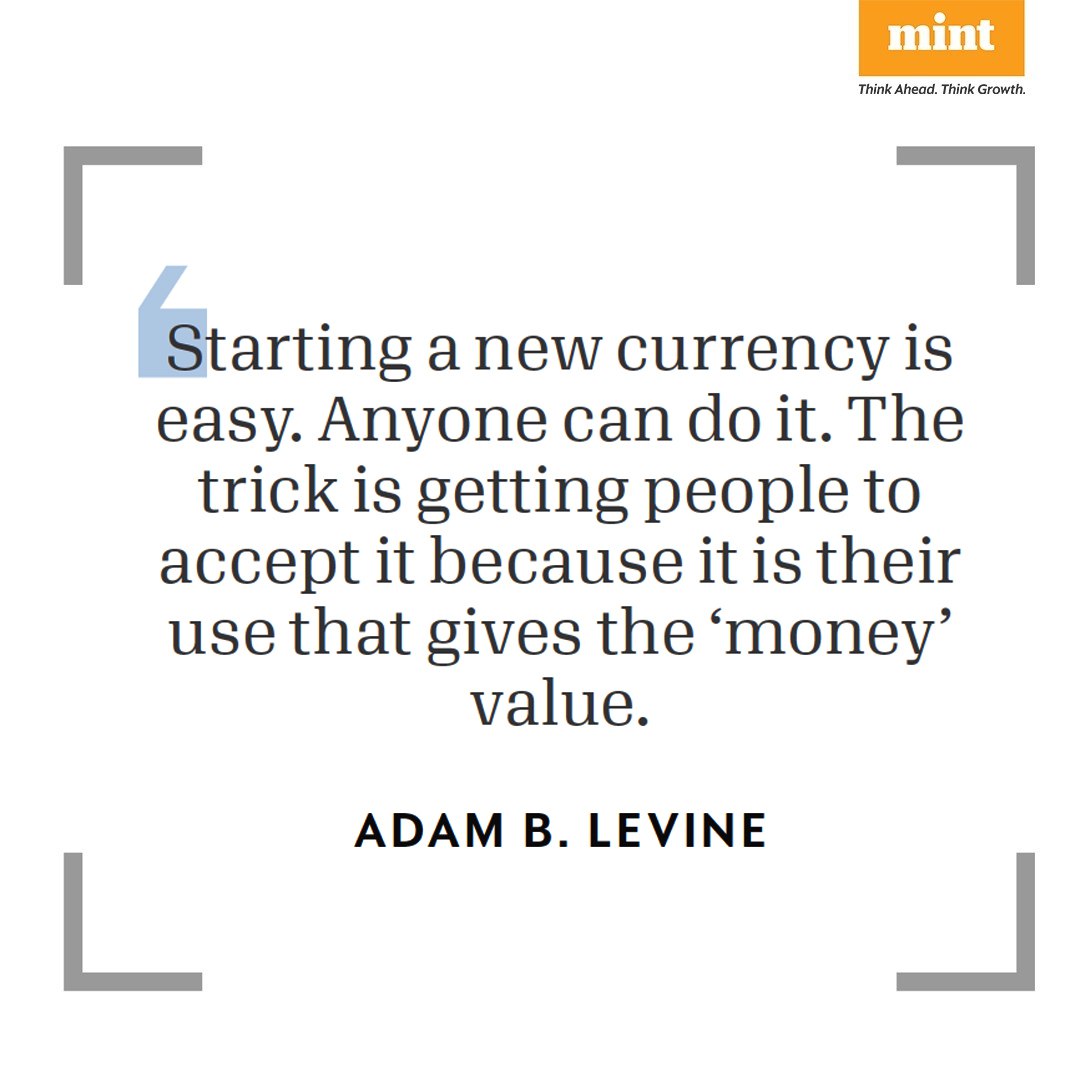 mint
Think Ahead. Think Growth.
‘
Starting a new currency is
easy. Anyone can do it. The
trick is getting people to
accept it because it is their
use that gives the ‘money’
value.
ADAM B. LEVINE